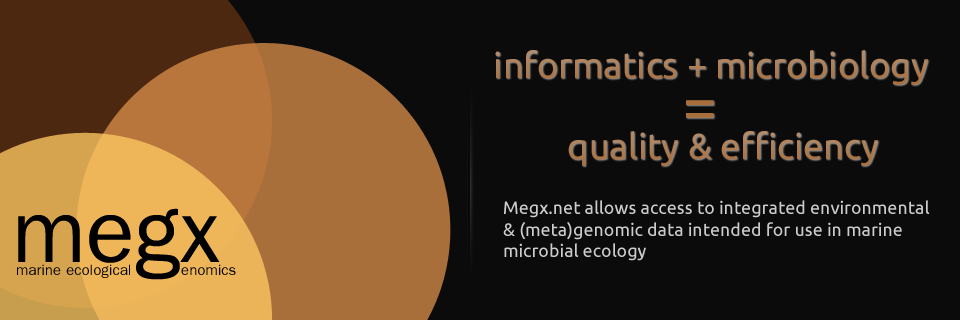 informatics + microbiology
=
quality & efficiency
Megx.net allows access to integrated environmental
& (meta)genomic data intended for use in marine
microbial ecology
megx
marine ecological enomics